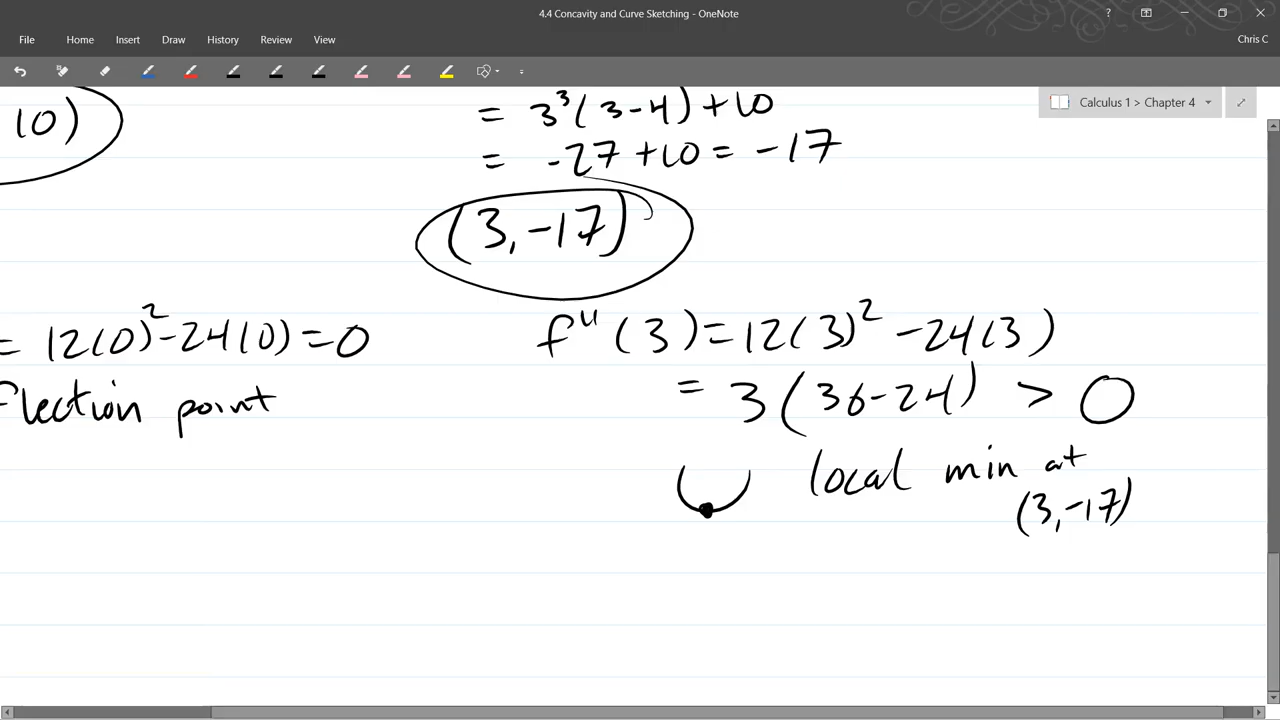 4.4 Concavity and Curve Sketching - OneNote
File Home Insert Draw History Review View
Chris C
Calculus 1 > Chapter 4
10)
= 3³(3-4)+10
= -27+10 = -17
(3,-17)
= 12(0)²-24(0)=0
flection point
f"(3)=12(3)²-24(3)
= 3(36-24) > 0
local min at
(3,-17)